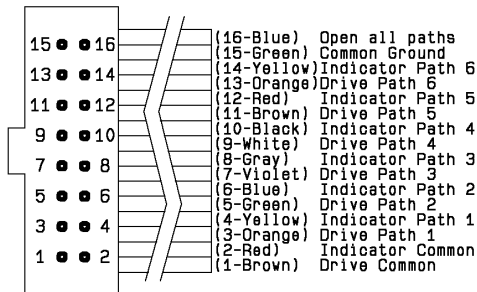 15 16
13 14
11 12
9 10
7 8
5 6
3 4
1 2
(16-Blue) Open all paths
(15-Green) Common Ground
(14-Yellow)Indicator Path 6
(13-Orange)Drive Path 6
(12-Red) Indicator Path 5
(11-Brown) Drive Path 5
(10-Black) Indicator Path 4
(9-White) Drive Path 4
(8-Gray) Indicator Path 3
(7-Violet) Drive Path 3
(6-Blue) Indicator Path 2
(5-Green) Drive Path 2
(4-Yellow) Indicator Path 1
(3-Orange) Drive Path 1
(2-Red) Indicator Common
(1-Brown) Drive Common